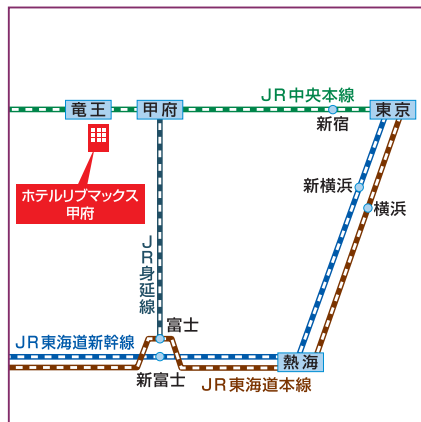 JR中央本線
竜王
甲府
東京
新宿
ホテルリブマックス
甲府
新横浜
横浜
JR身延線
富士
JR東海道新幹線
熱海
新富士
JR東海道本線